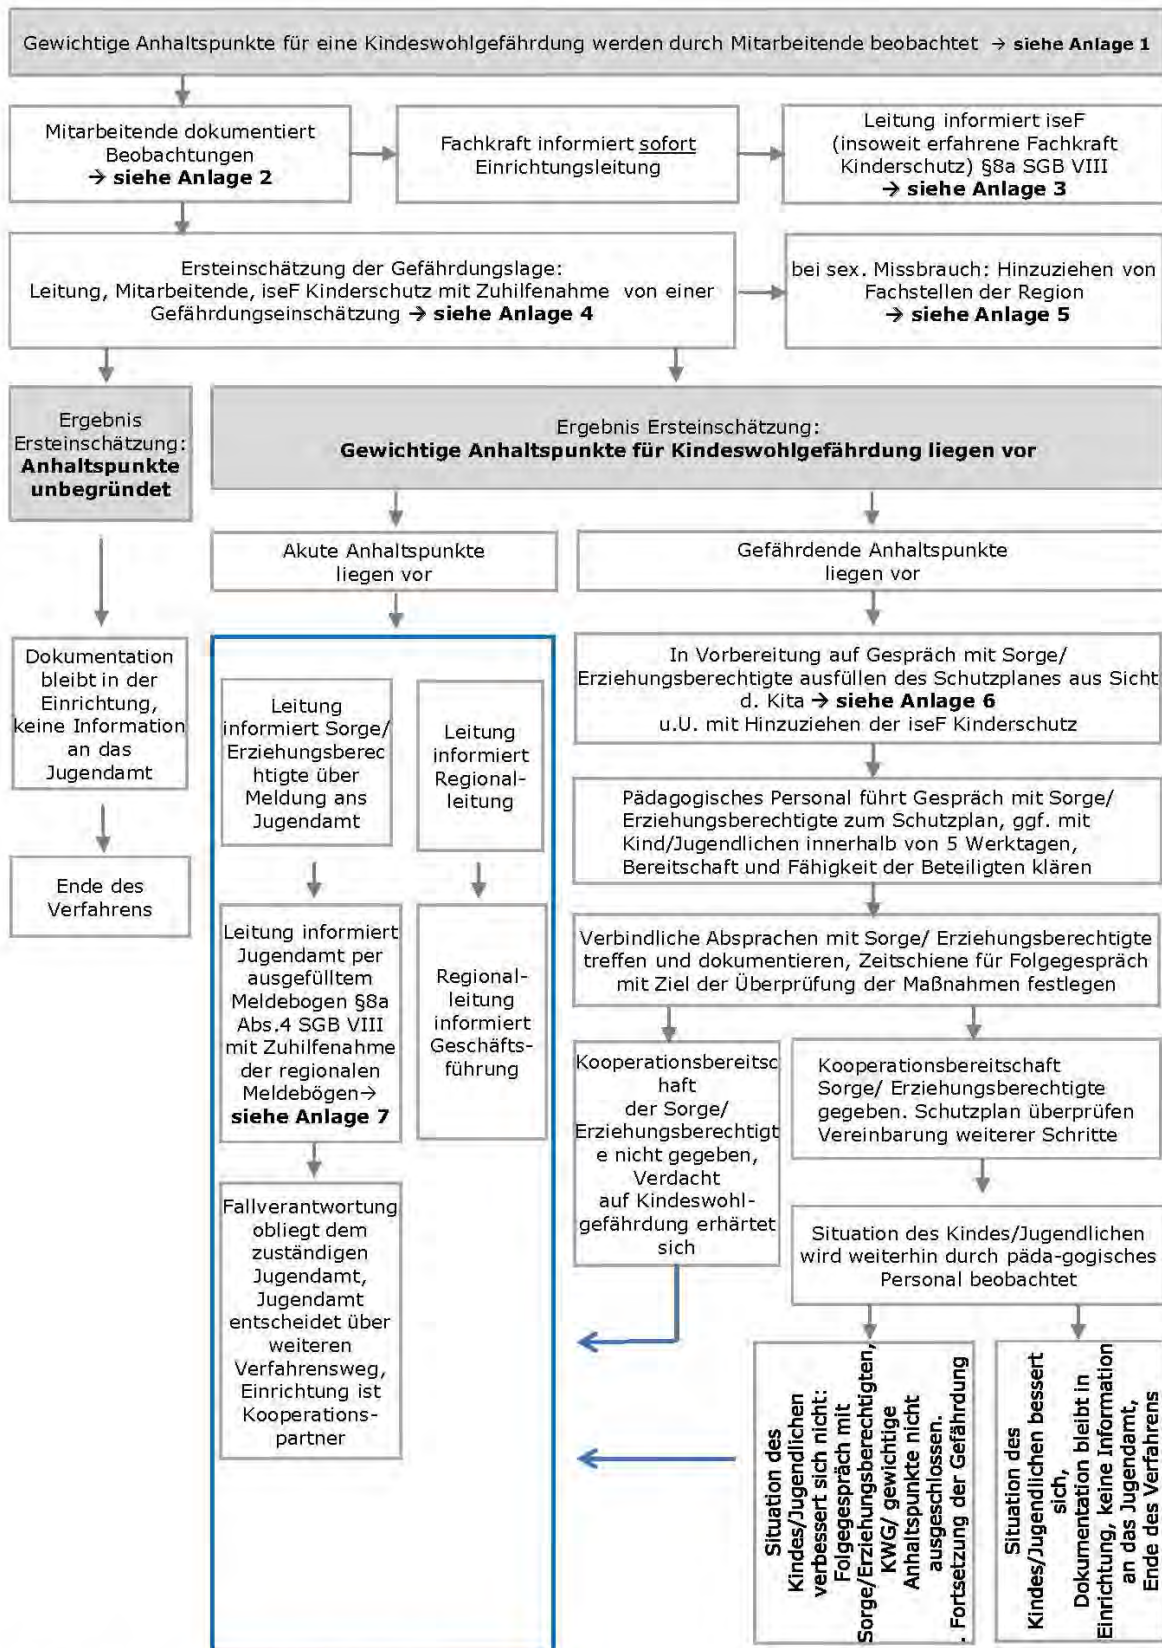 Gewichtige Anhaltspunkte für eine Kindeswohlgefährdung werden durch Mitarbeitende beobachtet → siehe Anlage 1
Mitarbeitende dokumentiert
Beobachtungen
→ siehe Anlage 2
Fachkraft informiert sofort
Einrichtungsleitung
Leitung informiert iseF
(insoweit erfahrene Fachkraft
Kinderschutz) §8a SGB VIII
→ siehe Anlage 3
Ersteinschätzung der Gefährdungslage:
Leitung, Mitarbeitende, iseF Kinderschutz mit Zuhilfenahme von einer
Gefährdungseinschätzung → siehe Anlage 4
bei sex. Missbrauch: Hinzuziehen von
Fachstellen der Region
→ siehe Anlage 5
Ergebnis
Ersteinschätzung:
Anhaltspunkte
unbegründet
Ergebnis Ersteinschätzung:
Gewichtige Anhaltspunkte für Kindeswohlgefährdung liegen vor
Akute Anhaltspunkte
liegen vor
Gefährdende Anhaltspunkte
liegen vor
Dokumentation
bleibt in der
Einrichtung,
keine Information
an das
Jugendamt
Ende des
Verfahrens
Leitung
informiert Sorge/
Erziehungsberec
htigte über
Meldung ans
Jugendamt
Leitung
informiert
Regional-
leitung
Leitung informiert
Jugendamt per
ausgefülltem
Meldebogen §8a
Abs.4 SGB VIII
mit Zuhilfenahme
der regionalen
Meldebögen→
siehe Anlage 7
Regional-
leitung
informiert
Geschäfts-
führung
Fallverantwortung
obliegt dem
zuständigen
Jugendamt,
Jugendamt
entscheidet über
weiteren
Verfahrensweg,
Einrichtung ist
Kooperations-
partner
In Vorbereitung auf Gespräch mit Sorge/
Erziehungsberechtigte ausfüllen des Schutzplanes aus Sicht
d. Kita → siehe Anlage 6
u.U. mit Hinzuziehen der iseF Kinderschutz
Pädagogisches Personal führt Gespräch mit Sorge/
Erziehungsberechtigte zum Schutzplan, ggf. mit
Kind/Jugendlichen innerhalb von 5 Werktagen,
Bereitschaft und Fähigkeit der Beteiligten klären
Verbindliche Absprachen mit Sorge/ Erziehungsberechtigte
treffen und dokumentieren, Zeitschiene für Folgegespräch
mit Ziel der Überprüfung der Maßnahmen festlegen
Kooperationsbereitsc
haft
der Sorge/
Erziehungsberechtigt
e nicht gegeben,
Verdacht
auf Kindeswohl-
gefährdung erhärtet
sich
Kooperationsbereitschaft
Sorge/ Erziehungsberechtigte
gegeben. Schutzplan überprüfen
Vereinbarung weiterer Schritte
Situation des Kindes/Jugendlichen
wird weiterhin durch päda-gogisches
Personal beobachtet
Situation des
Kindes/Jugendlichen
verbessert sich nicht:
Folgegespräch mit
Sorge/Erziehungsberechtigten,
KWG/ gewichtige
Anhaltspunkte nicht
ausgeschlossen.
. Fortsetzung der Gefährdung
Situation des
Kindes/Jugendlichen bessert
sich,
Dokumentation bleibt in
Einrichtung, keine Information
an das Jugendamt,
Ende des Verfahrens